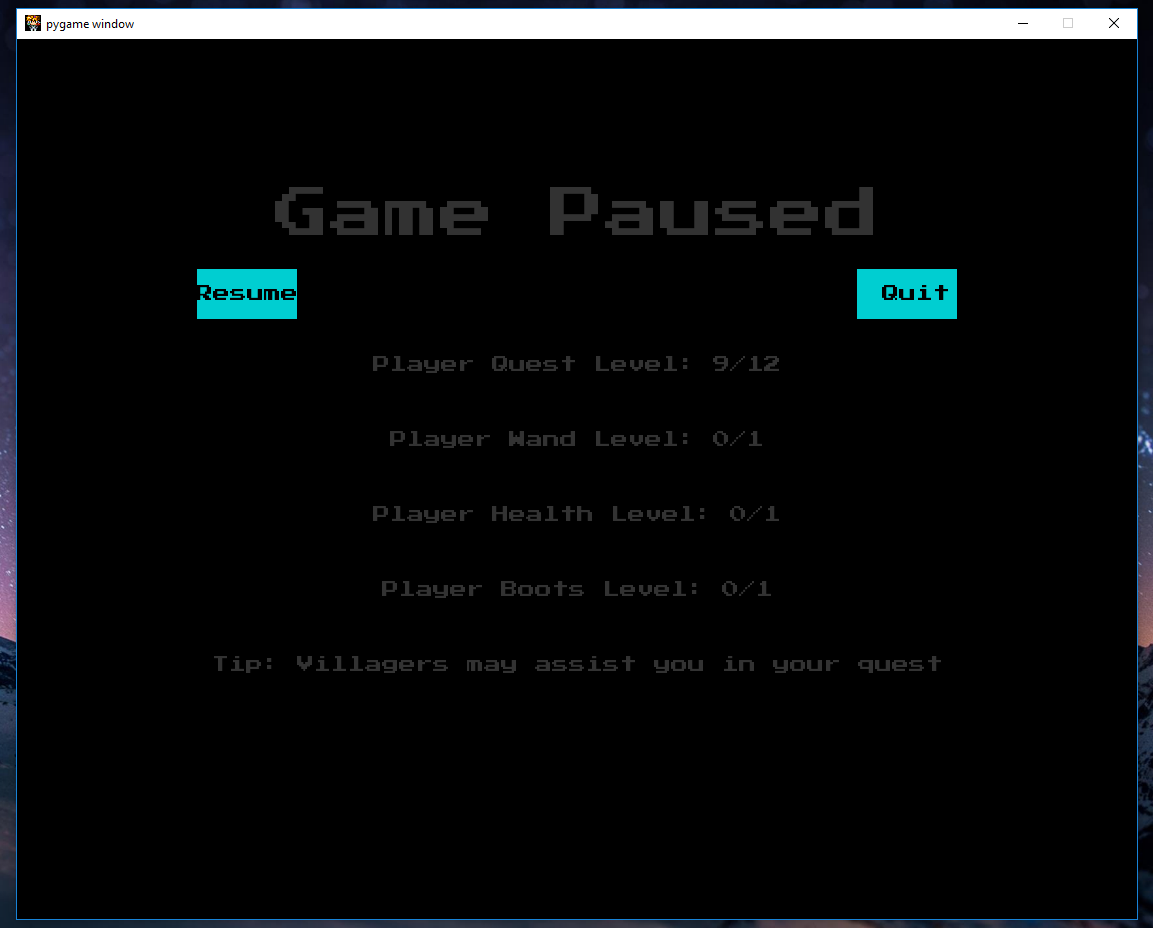 pygame window
Game Paused
Resume
Quit
Player Quest Level: 9/12
Player Wand Level: 0/1
Player Health Level: 0/1
Player Boots Level: 0/1
Tip: Villagers may assist you in your quest